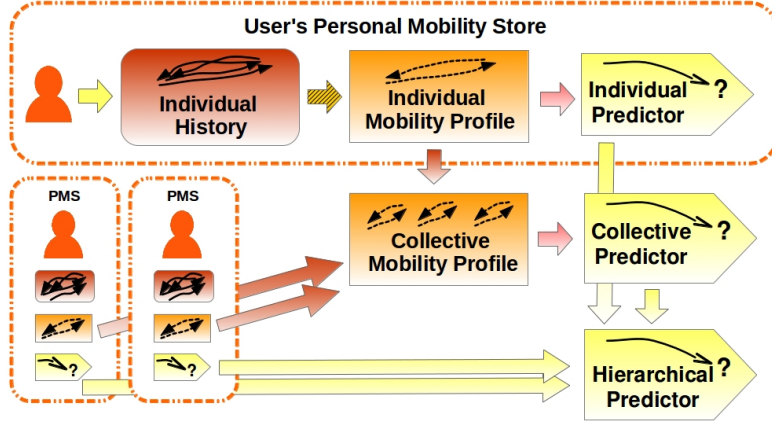 User's Personal Mobility Store
Individual
History
Individual
Mobility Profile
?
Individual
Predictor
PMS
PMS
?
?
Collective
Mobility Profile
?
Collective
Predictor
?
Hierarchical
Predictor